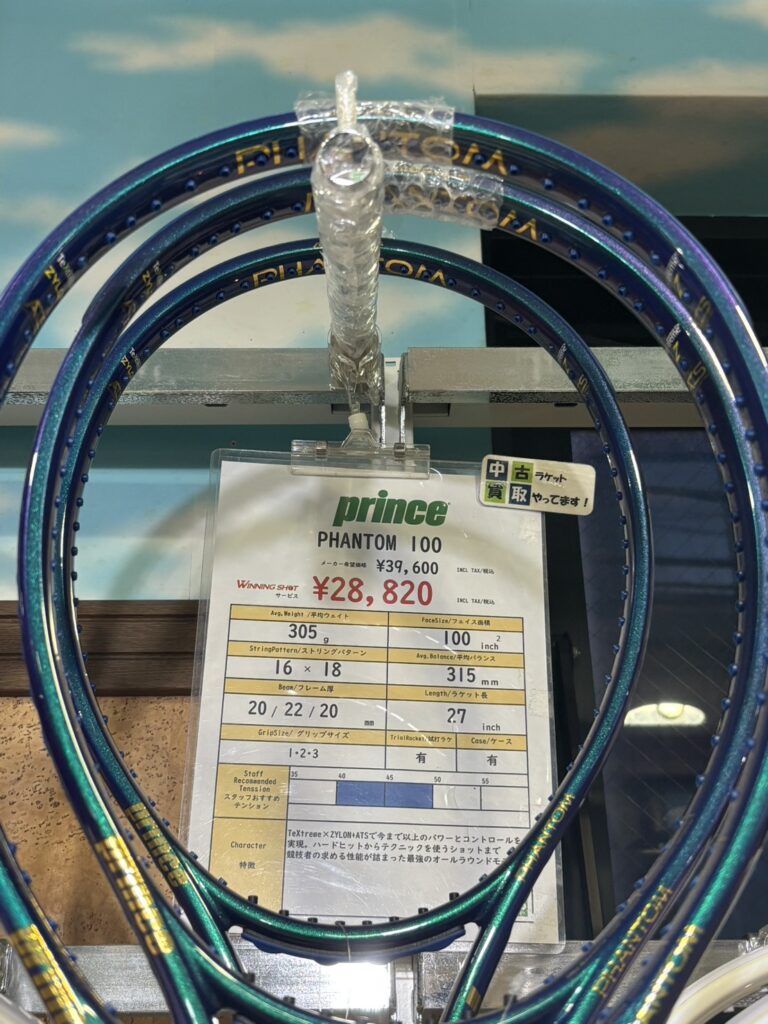 PHANTOM
PHANTOM
中古ラケット
買取やってます!
prince
PHANTOM 100
メーカー希望価格 ¥39,600 INCL TAX/税込
WINNING SHOT
サービス ¥28,820 INCL TAX/税込
Avg.Weight /平均ウェイト FaceSize/フェイス面積
305 g 100 inch2
StringPattern/ストリングパターン Avg.Balance/平均バランス
16 × 18 315 mm
Beam/フレーム厚 Length/ラケット長
20 / 22 / 20 mm 27 inch
GripSize/ グリップサイズ TrialRacket/試打ラケ Case/ケース
1・2・3 有 有
Staff Recommended Tension スタッフおすすめテンション 35 40 45 50 55
Character 特徴
TeXtreme×ZYLON+ATSで今まで以上のパワーとコントロールを
実現。ハードヒットからテクニックを使うショットまで
競技者の求める性能が詰まった最強のオールラウンドモ
PHANTOM
PHANTOM
PHANTOM
prince
prince